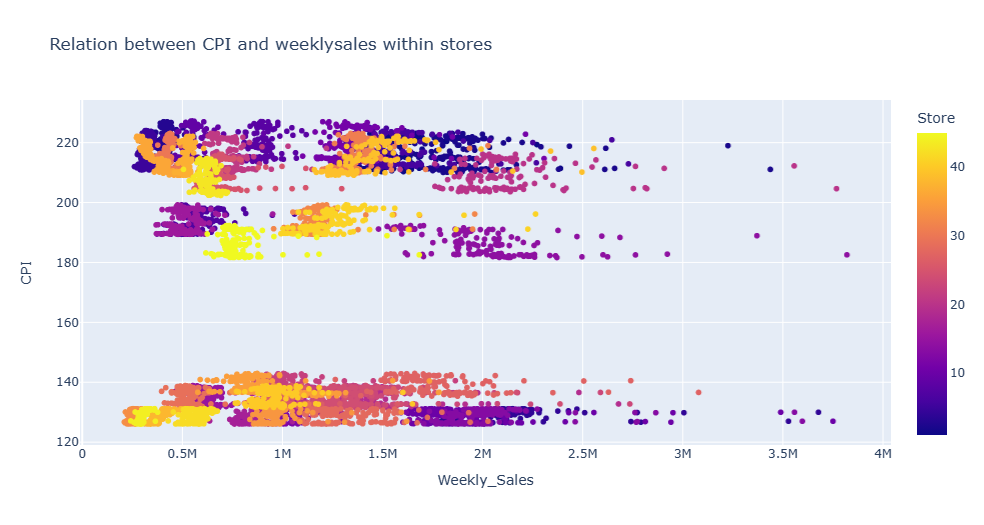 Relation between CPI and weeklysales within stores
Store
CPI
220
200
180
160
140
120
40
30
20
10
0
0.5M
1M
1.5M
2M
2.5M
3M
3.5M
4M
Weekly_Sales